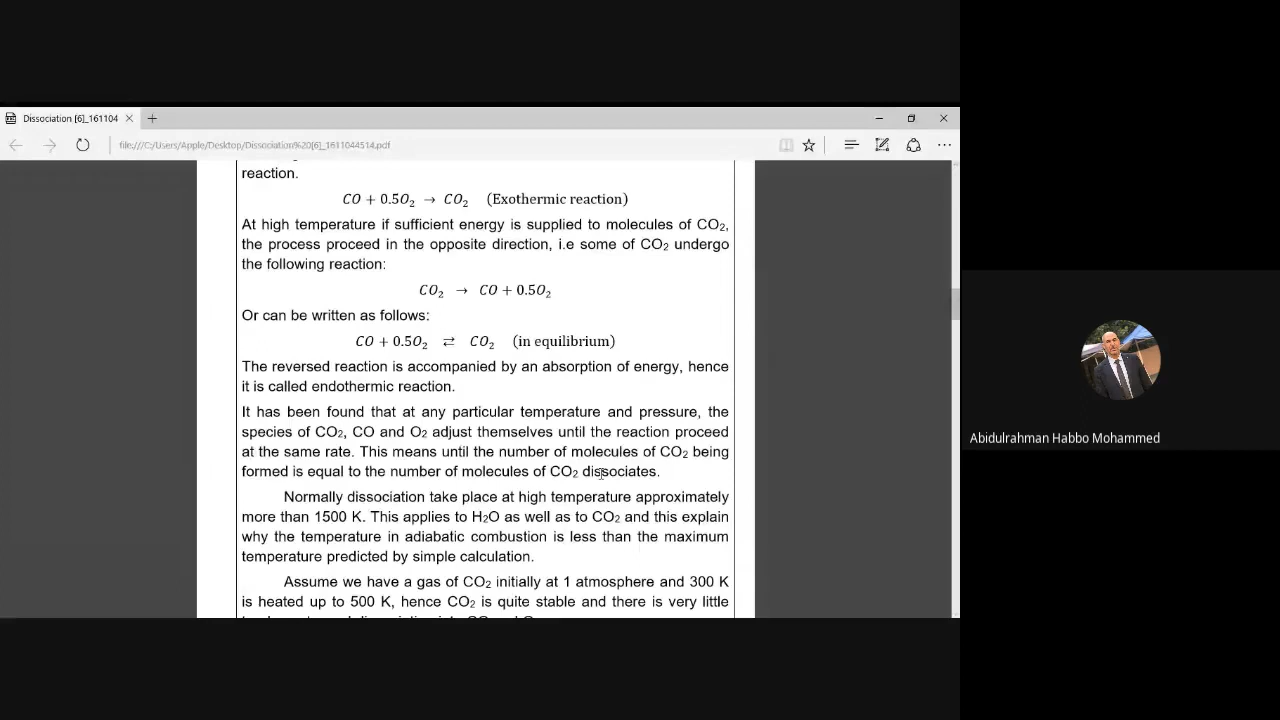 Dissociation [6]_161104
file:///C:/Users/Apple/Desktop/Dissociation%20[6]_1611044514.pdf
reaction.
CO + 0.5O₂ → CO₂ (Exothermic reaction)
At high temperature if sufficient energy is supplied to molecules of CO₂,
the process proceed in the opposite direction, i.e some of CO₂ undergo
the following reaction:
CO₂ → CO + 0.5O₂
Or can be written as follows:
CO + 0.5O₂ ⇄ CO₂ (in equilibrium)
The reversed reaction is accompanied by an absorption of energy, hence
it is called endothermic reaction.
It has been found that at any particular temperature and pressure, the
species of CO₂, CO and O₂ adjust themselves until the reaction proceed
at the same rate. This means until the number of molecules of CO₂ being
formed is equal to the number of molecules of CO₂ dissociates.
Normally dissociation take place at high temperature approximately
more than 1500 K. This applies to H₂O as well as to CO₂ and this explain
why the temperature in adiabatic combustion is less than the maximum
temperature predicted by simple calculation.
Assume we have a gas of CO₂ initially at 1 atmosphere and 300 K
is heated up to 500 K, hence CO₂ is quite stable and there is very little
Abidulrahman Habbo Mohammed